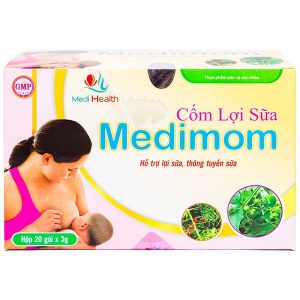 GMP
Medi Health
Thực phẩm bảo vệ sức khỏe
Cốm Lợi Sữa
Medimom
Hỗ trợ lợi sữa, thông tuyến sữa
Hộp 20 gói x 3g